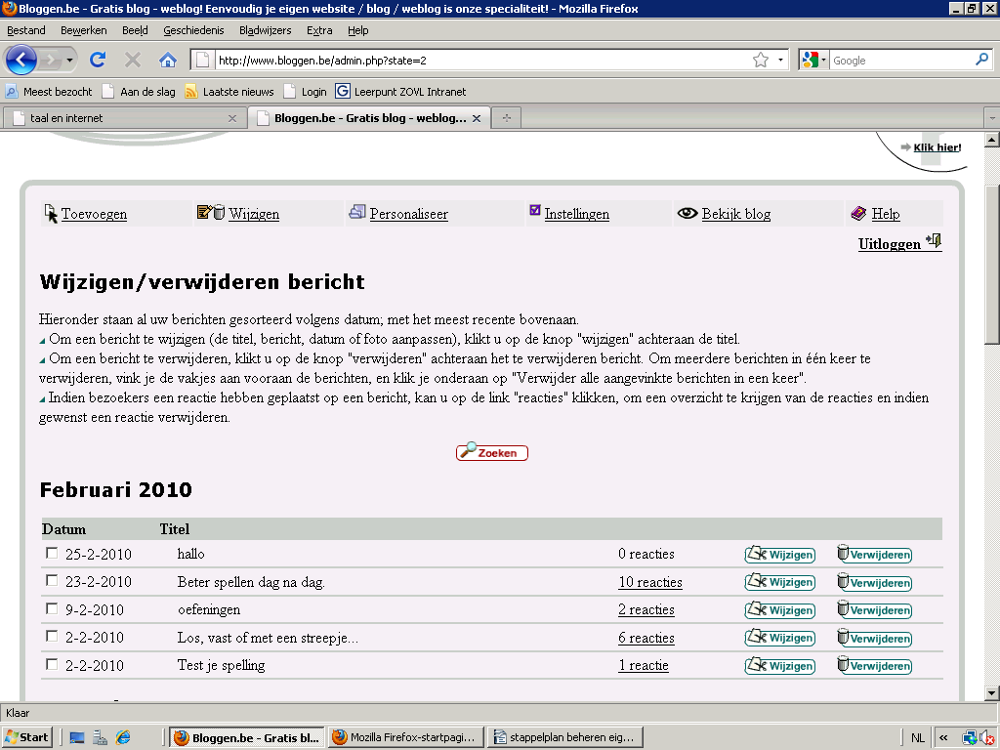 Bloggen.be - Gratis blog - weblog! Eenvoudig je eigen website / blog / weblog is onze specialiteit! - Mozilla Firefox
Bestand Bewerken Beeld Geschiedenis Bladwijzers Extra Help
http://www.bloggen.be/admin.php?state=2 Google
Meest bezocht Aan de slag Laatste nieuws Login G Leerpunt ZOVL Intranet
taal en internet Bloggen.be - Gratis blog - weblog...
Klik hier!
Toevoegen Wijzigen Personaliseer Instellingen Bekijk blog Help
Uitloggen
Wijzigen/verwijderen bericht
Hieronder staan al uw berichten gesorteerd volgens datum; met het meest recente bovenaan.
Om een bericht te wijzigen (de titel, bericht, datum of foto aanpassen), klikt u op de knop "wijzigen" achteraan de titel.
Om een bericht te verwijderen, klikt u op de knop "verwijderen" achteraan het te verwijderen bericht. Om meerdere berichten in één keer te
verwijderen, vink je de vakjes aan vooraan de berichten, en klik je onderaan op "Verwijder alle aangevinkte berichten in een keer".
Indien bezoekers een reactie hebben geplaatst op een bericht, kan u op de link "reacties" klikken, om een overzicht te krijgen van de reacties en indien
gewenst een reactie verwijderen.
Zoeken
Februari 2010
Datum Titel
25-2-2010 hallo 0 reacties Wijzigen Verwijderen
23-2-2010 Beter spellen dag na dag. 10 reacties Wijzigen Verwijderen
9-2-2010 oefeningen 2 reacties Wijzigen Verwijderen
2-2-2010 Los, vast of met een streepje... 6 reacties Wijzigen Verwijderen
2-2-2010 Test je spelling 1 reactie Wijzigen Verwijderen
Klaar
Start Bloggen.be - Gratis bl... Mozilla Firefox-startpagi... stappelplan beheren eig... NL «